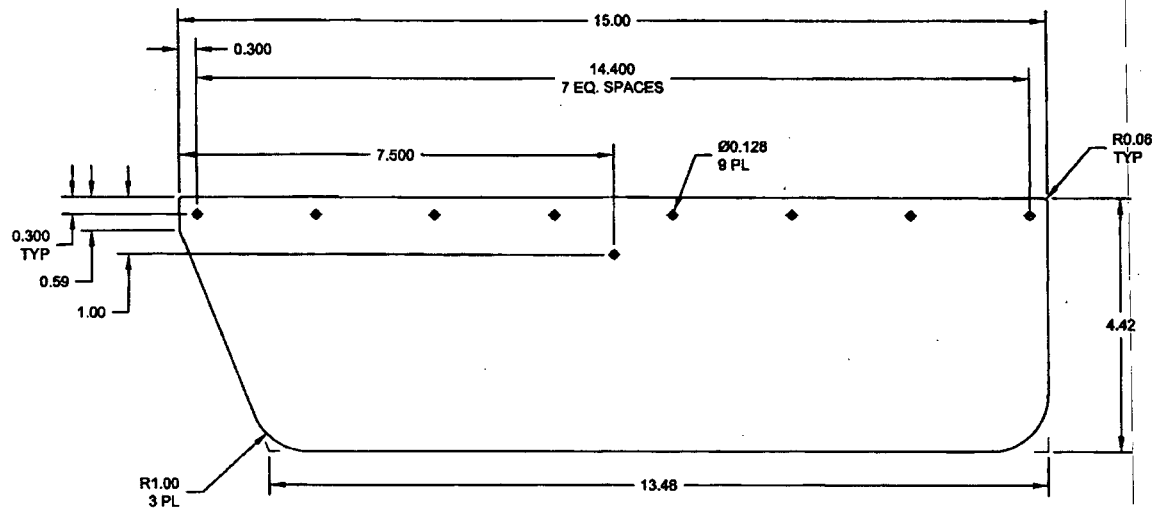 15.00
0.300
14.400
7 EQ. SPACES
7.500
Ø0.128
9 PL
R0.06
TYP
0.300
TYP
0.59
1.00
4.42
R1.00
3 PL
13.48